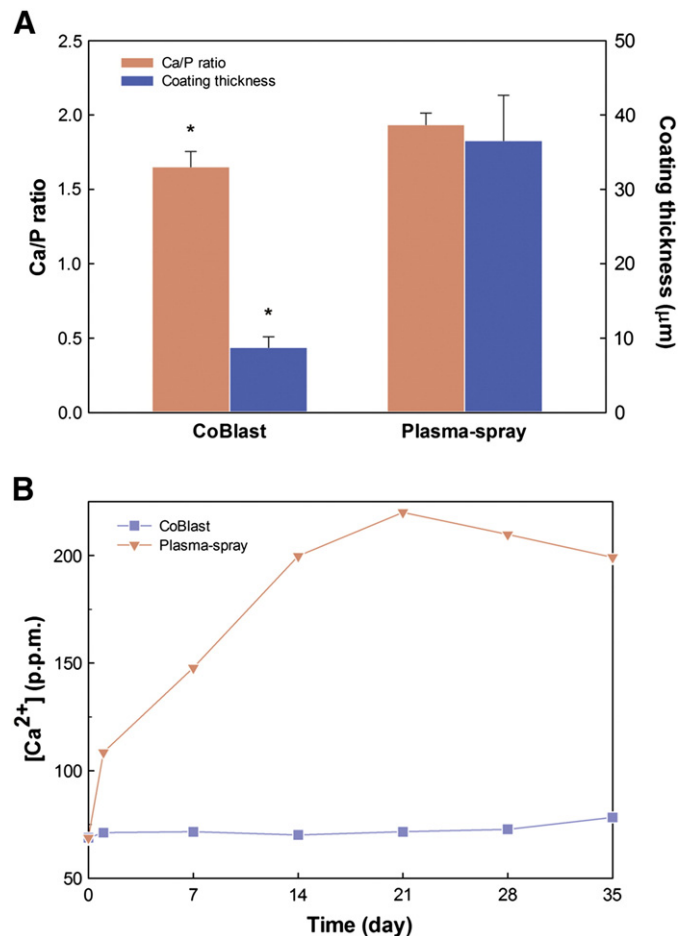 A
2.5
2.0
1.5
1.0
0.5
0.0
Ca/P ratio
Ca/P ratio
Coating thickness
*
*
50
40
30
20
10
0
Coating thickness (μm)
CoBlast
Plasma-spray
B
200
150
100
50
[Ca2+] (p.p.m.)
CoBlast
Plasma-spray
0
7
14
21
28
35
Time (day)